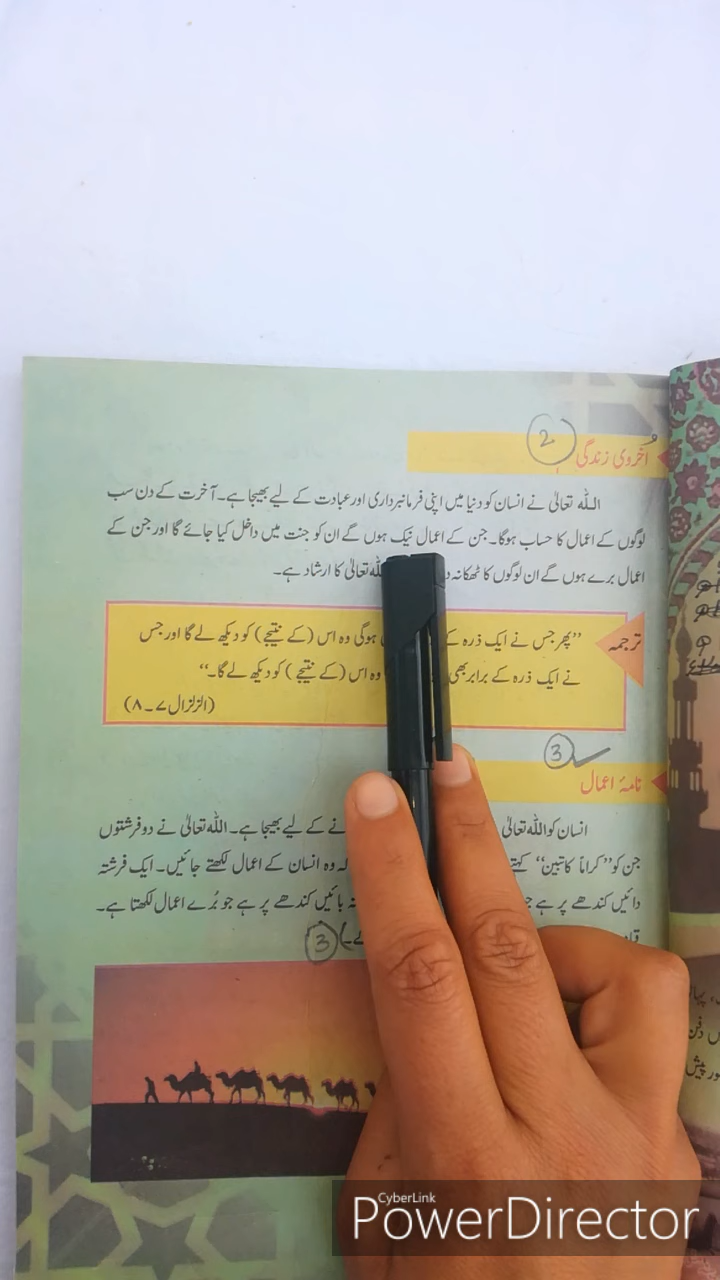 اُخروی زندگی
2
اللہ تعالیٰ نے انسان کو دنیا میں اپنی فرمانبرداری اور عبادت کے لیے بھیجا ہے۔ آخرت کے دن سب
لوگوں کے اعمال کا حساب ہوگا۔ جن کے اعمال نیک ہوں گے ان کو جنت میں داخل کیا جائے گا اور جن کے
اعمال برے ہوں گے ان لوگوں کا ٹھکانہ تعالیٰ کا ارشاد ہے۔
ترجمہ
”پھر جس نے ایک ذرہ کے ہوگی وہ اس (کے نتیجے) کو دیکھ لے گا اور جس
نے ایک ذرہ کے برابر بھی وہ اس (کے نتیجے) کو دیکھ لے گا۔“
(الزلزال ۷۔۸)
3
نامۂ اعمال
انسان کو اللہ تعالیٰ نے کے لیے بھیجا ہے۔ اللہ تعالیٰ نے دو فرشتوں
جن کو ”کراماً کاتبین“ کہتے وہ انسان کے اعمال لکھتے جائیں۔ ایک فرشتہ
دائیں کندھے پر ہے بائیں کندھے پر ہے جو بُرے اعمال لکھتا ہے۔
3
CyberLink
PowerDirector